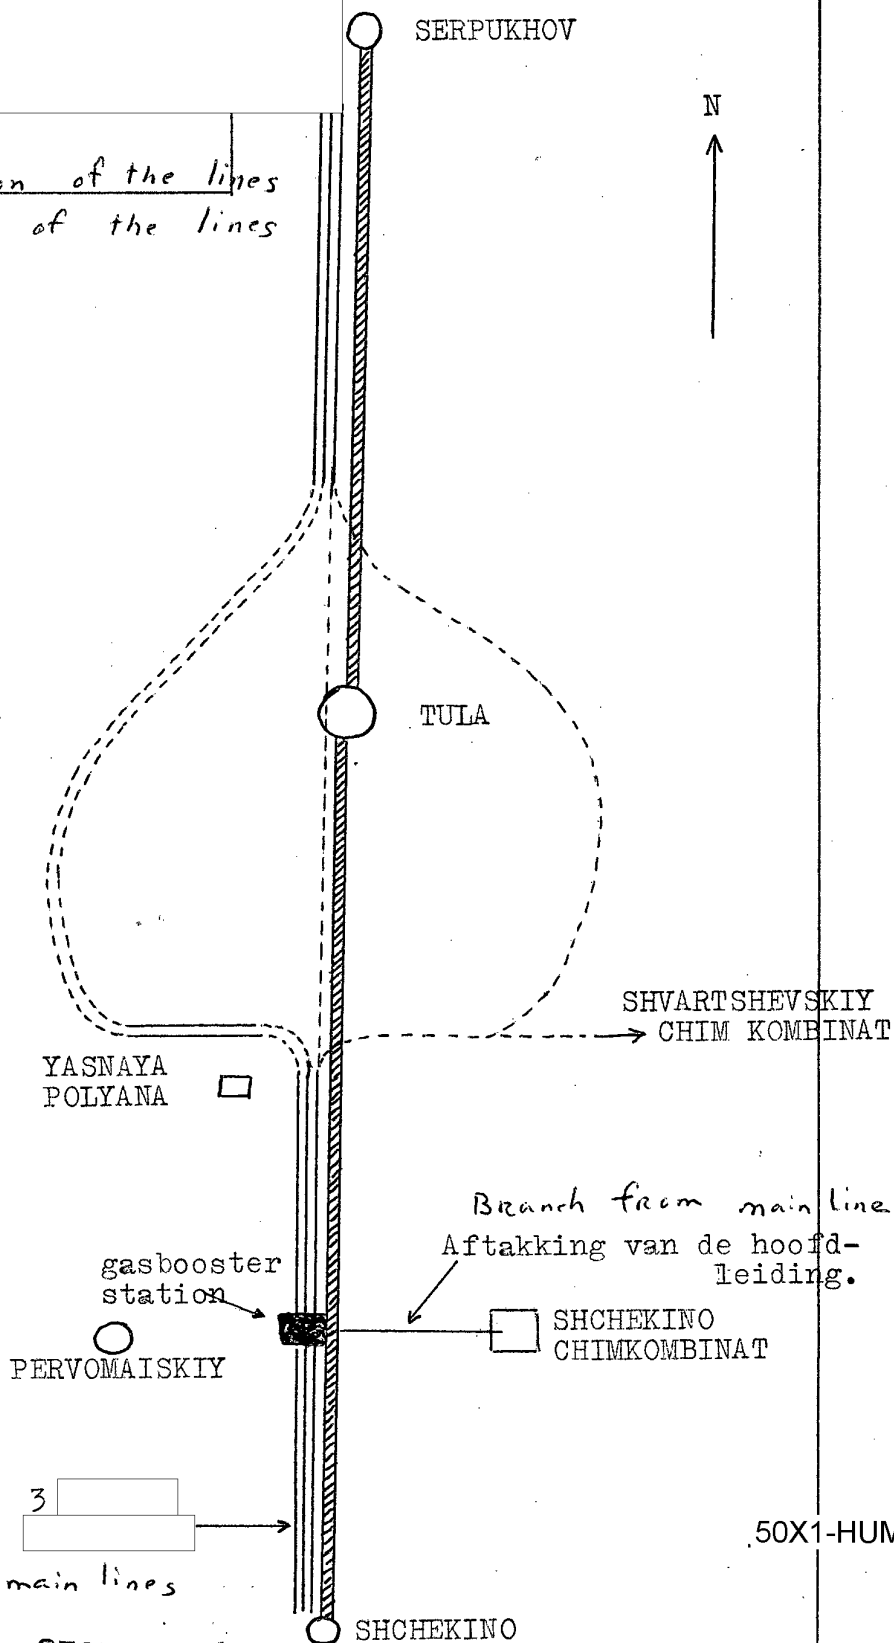 SERPUKHOV
N
of the lines
of the lines
TULA
SHVARTSHEVSKIY
CHIM KOMBINAT
YASNAYA
POLYANA
Branch from main line
Aftakking van de hoofd-
leiding.
gasbooster
station
SHCHEKINO
CHIMKOMBINAT
PERVOMAISKIY
3
50X1-HUM
main lines
SHCHEKINO